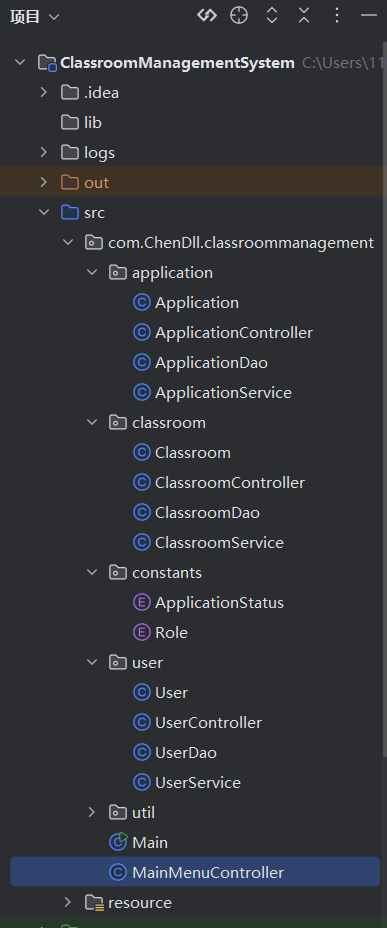 项目
ClassroomManagementSystem C:\Users\11
.idea
lib
logs
out
src
com.ChenDll.classroommanagement
application
C Application
C ApplicationController
C ApplicationDao
C ApplicationService
classroom
C Classroom
C ClassroomController
C ClassroomDao
C ClassroomService
constants
E ApplicationStatus
E Role
user
C User
C UserController
C UserDao
C UserService
util
C Main
C MainMenuController
resource